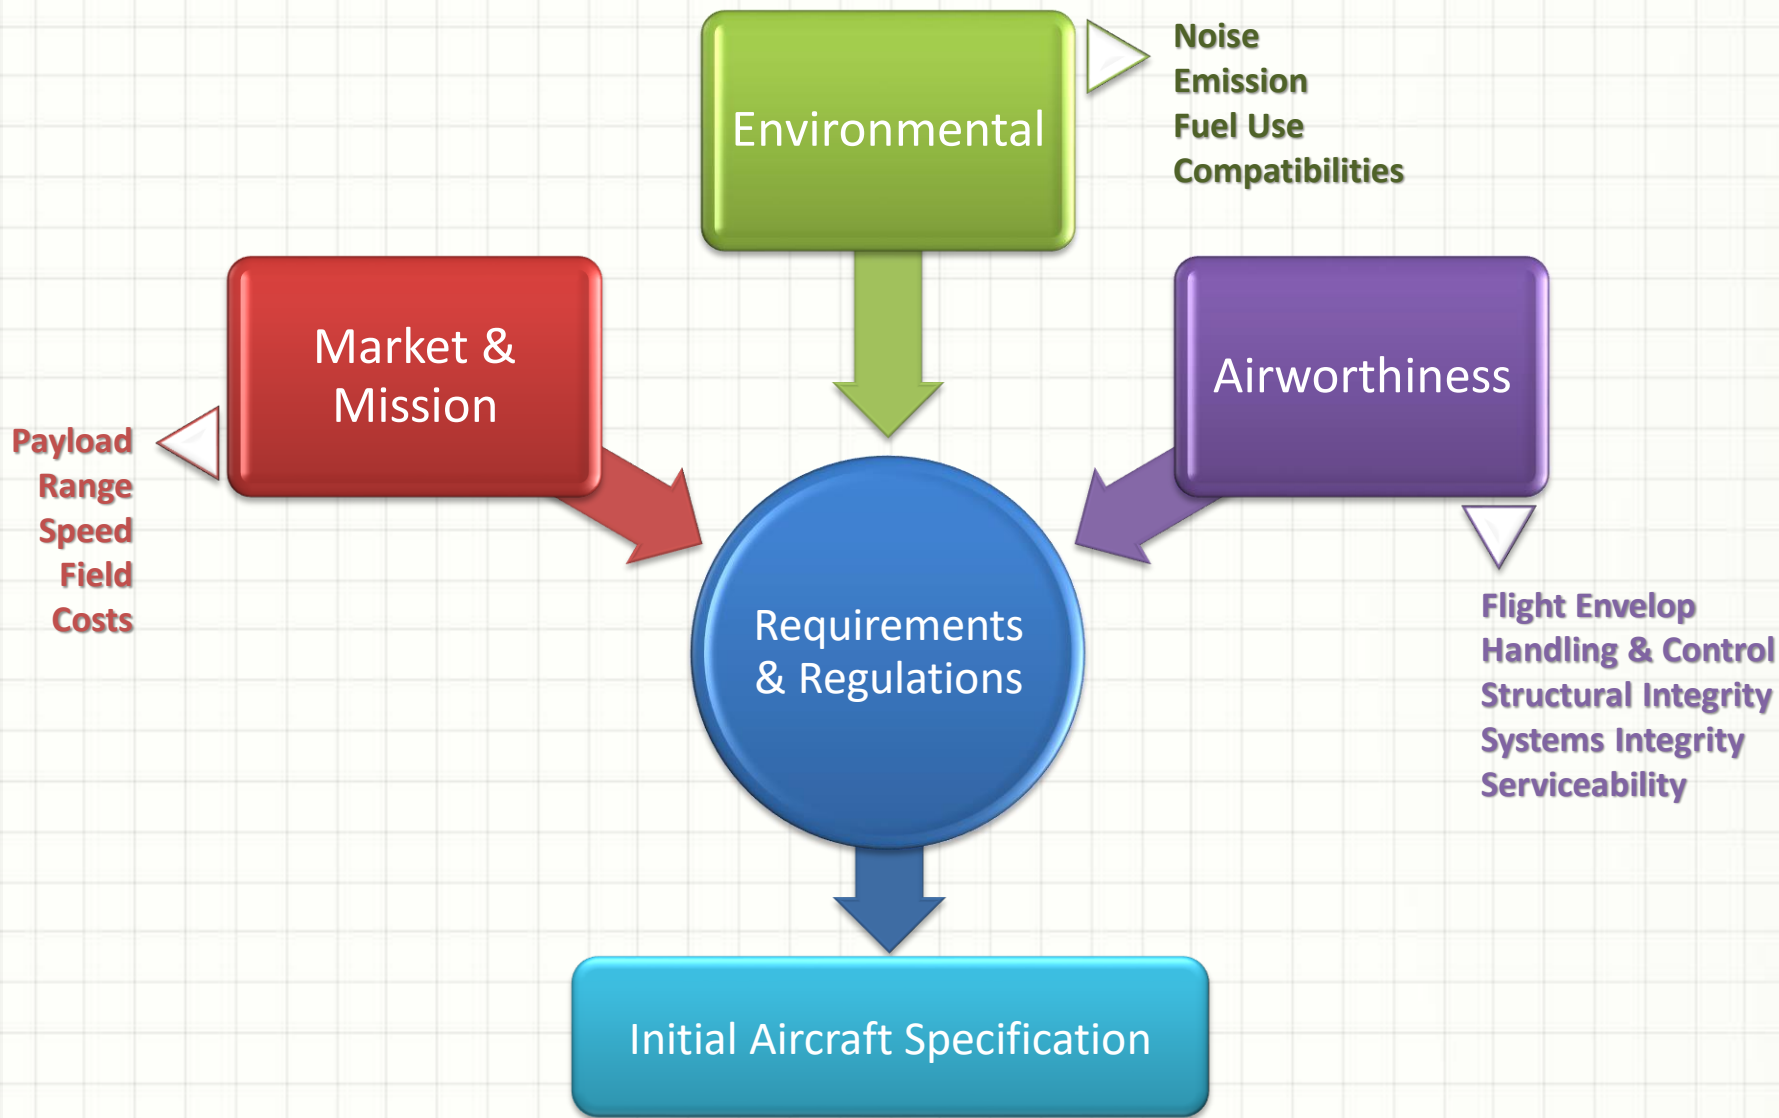 Environmental
Noise
Emission
Fuel Use
Compatibilities
Market &
Mission
Payload
Range
Speed
Field
Costs
Airworthiness
Flight Envelop
Handling & Control
Structural Integrity
Systems Integrity
Serviceability
Requirements
& Regulations
Initial Aircraft Specification